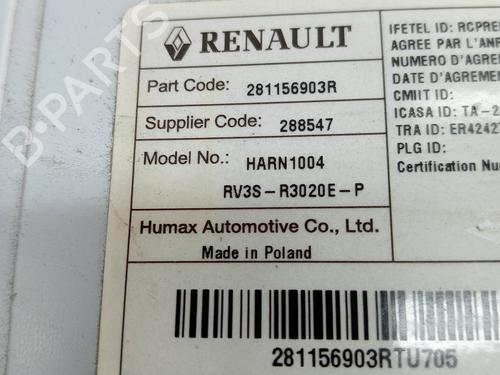 RENAULT
Part Code: 281156903R
Supplier Code: 288547
Model No.: HARN1004
RV3S-R3020E-P
Humax Automotive Co., Ltd.
Made in Poland
281156903RTU705
IFETEL ID: RCPRE
AGREE PAR L'ANR
NUMERO D'AGRE
DATE D'AGREMEN
CMIIT ID:
ICASA ID: TA-2
TRA ID: ER4242
PLG ID:
Certification Nu
B-PARTS